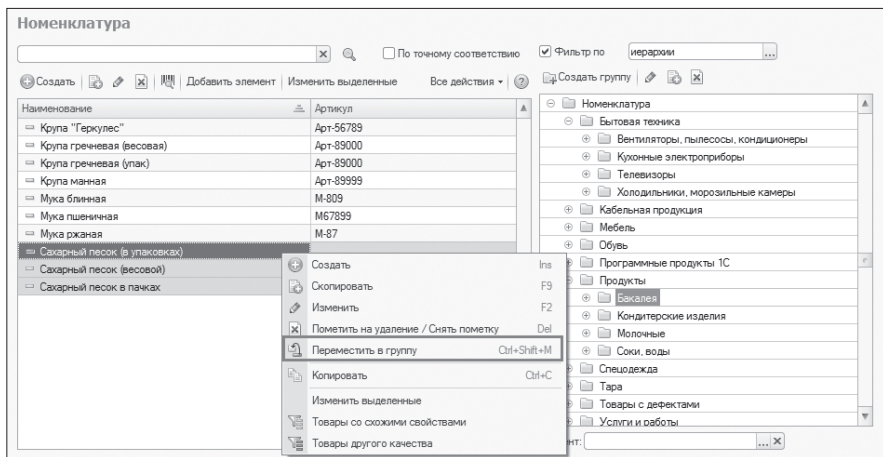 Номенклатура
По точному соответствию
Фильтр по иерархии ...
Создать Добавить элемент Изменить выделенные Все действия
Создать группу
Наименование Артикул
Крупа "Геркулес" Арт-56789
Крупа гречневая (весовая) Арт-89000
Крупа гречневая (упак) Арт-89000
Крупа манная Арт-89999
Мука блинная М-809
Мука пшеничная М67899
Мука ржаная М-87
Сахарный песок (в упаковках)
Сахарный песок (весовой)
Сахарный песок в пачках
Создать Ins
Скопировать F9
Изменить F2
Пометить на удаление / Снять пометку Del
Переместить в группу Ctrl+Shift+M
Копировать Ctrl+C
Изменить выделенные
Товары со схожими свойствами
Товары другого качества
Номенклатура
Бытовая техника
Вентиляторы, пылесосы, кондиционеры
Кухонные электроприборы
Телевизоры
Холодильники, морозильные камеры
Кабельная продукция
Мебель
Обувь
Программные продукты 1С
Продукты
Бакалея
Кондитерские изделия
Молочные
Соки, воды
Спецодежда
Тара
Товары с дефектами
Услуги и работы
нт: ...